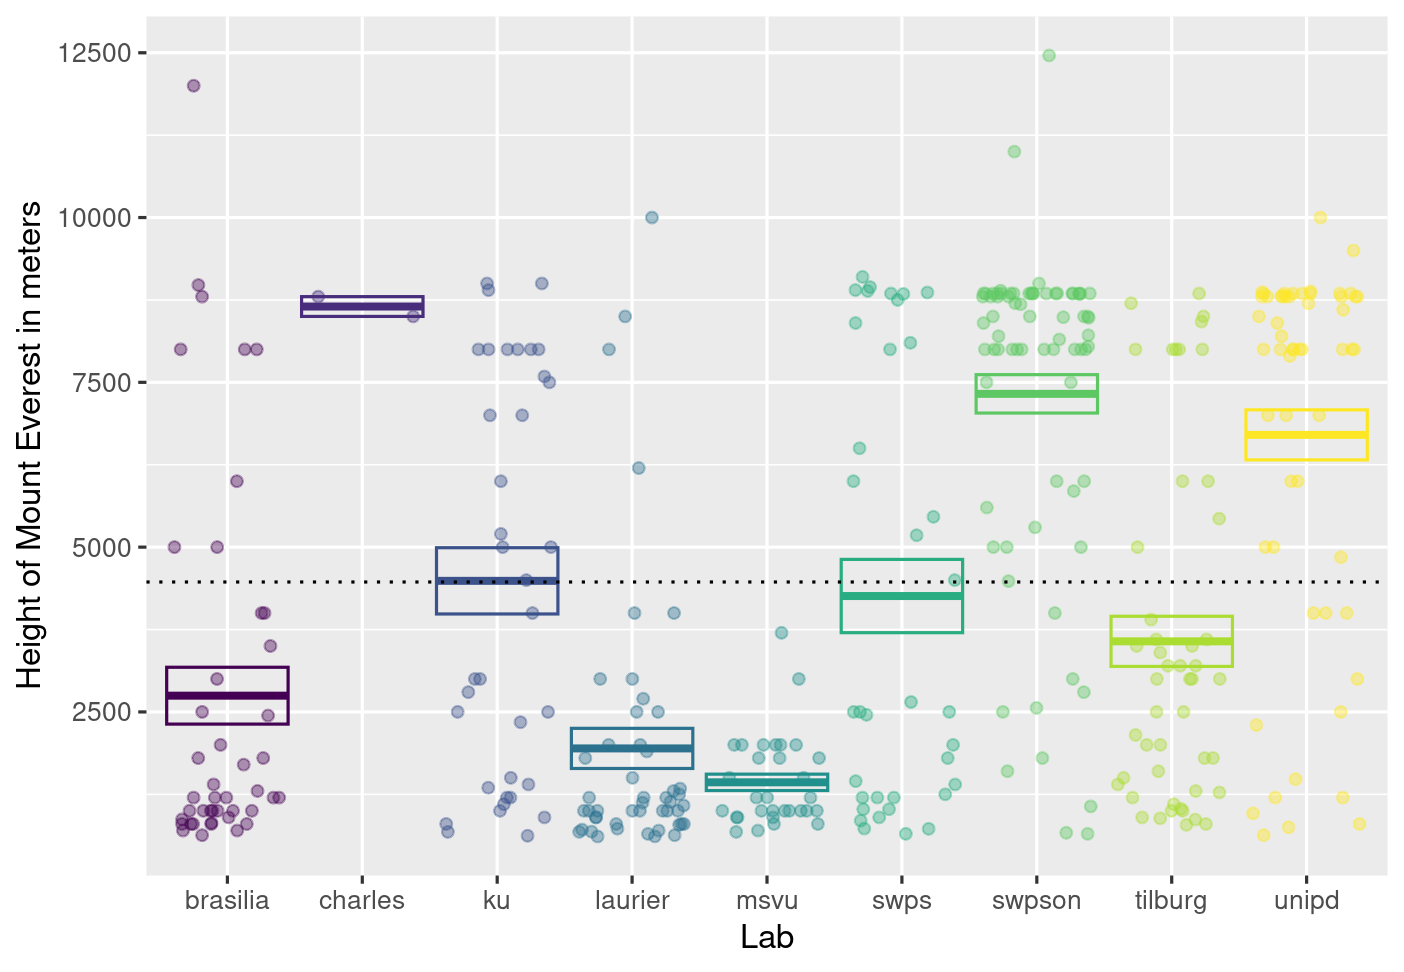 Height of Mount Everest in meters
12500
10000
7500
5000
2500
brasilia charles ku laurier msvu swps swpson tilburg unipd
Lab